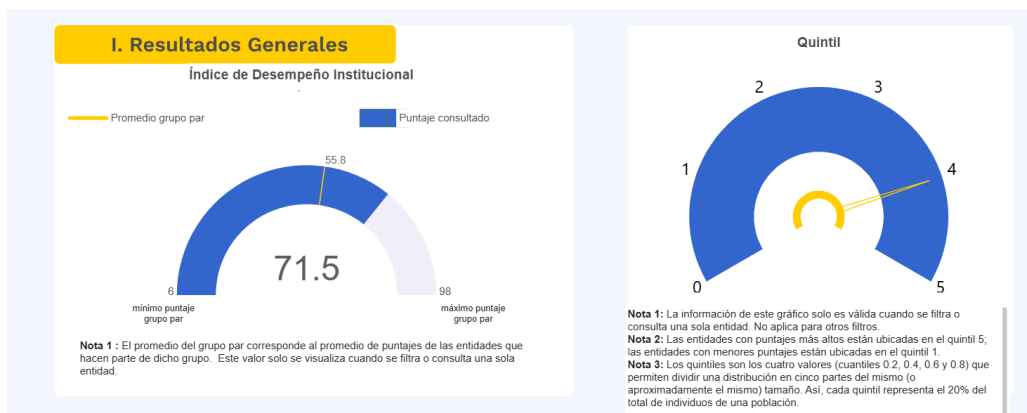 I. Resultados Generales
Índice de Desempeño Institucional
Promedio grupo par
Puntaje consultado
55.8
71.5
6
98
mínimo puntaje
grupo par
máximo puntaje
grupo par
Nota 1 : El promedio del grupo par corresponde al promedio de puntajes de las entidades que
hacen parte de dicho grupo. Este valor solo se visualiza cuando se filtra o consulta una sola
entidad.
Quintil
0
1
2
3
4
5
Nota 1: La información de este gráfico solo es válida cuando se filtra o
consulta una sola entidad. No aplica para otros filtros.
Nota 2: Las entidades con puntajes más altos están ubicadas en el quintil 5;
las entidades con menores puntajes están ubicadas en el quintil 1.
Nota 3: Los quintiles son los cuatro valores (cuantiles 0.2, 0.4, 0.6 y 0.8) que
permiten dividir una distribución en cinco partes del mismo (o
aproximadamente el mismo) tamaño. Así, cada quintil representa el 20% del
total de individuos de una población.